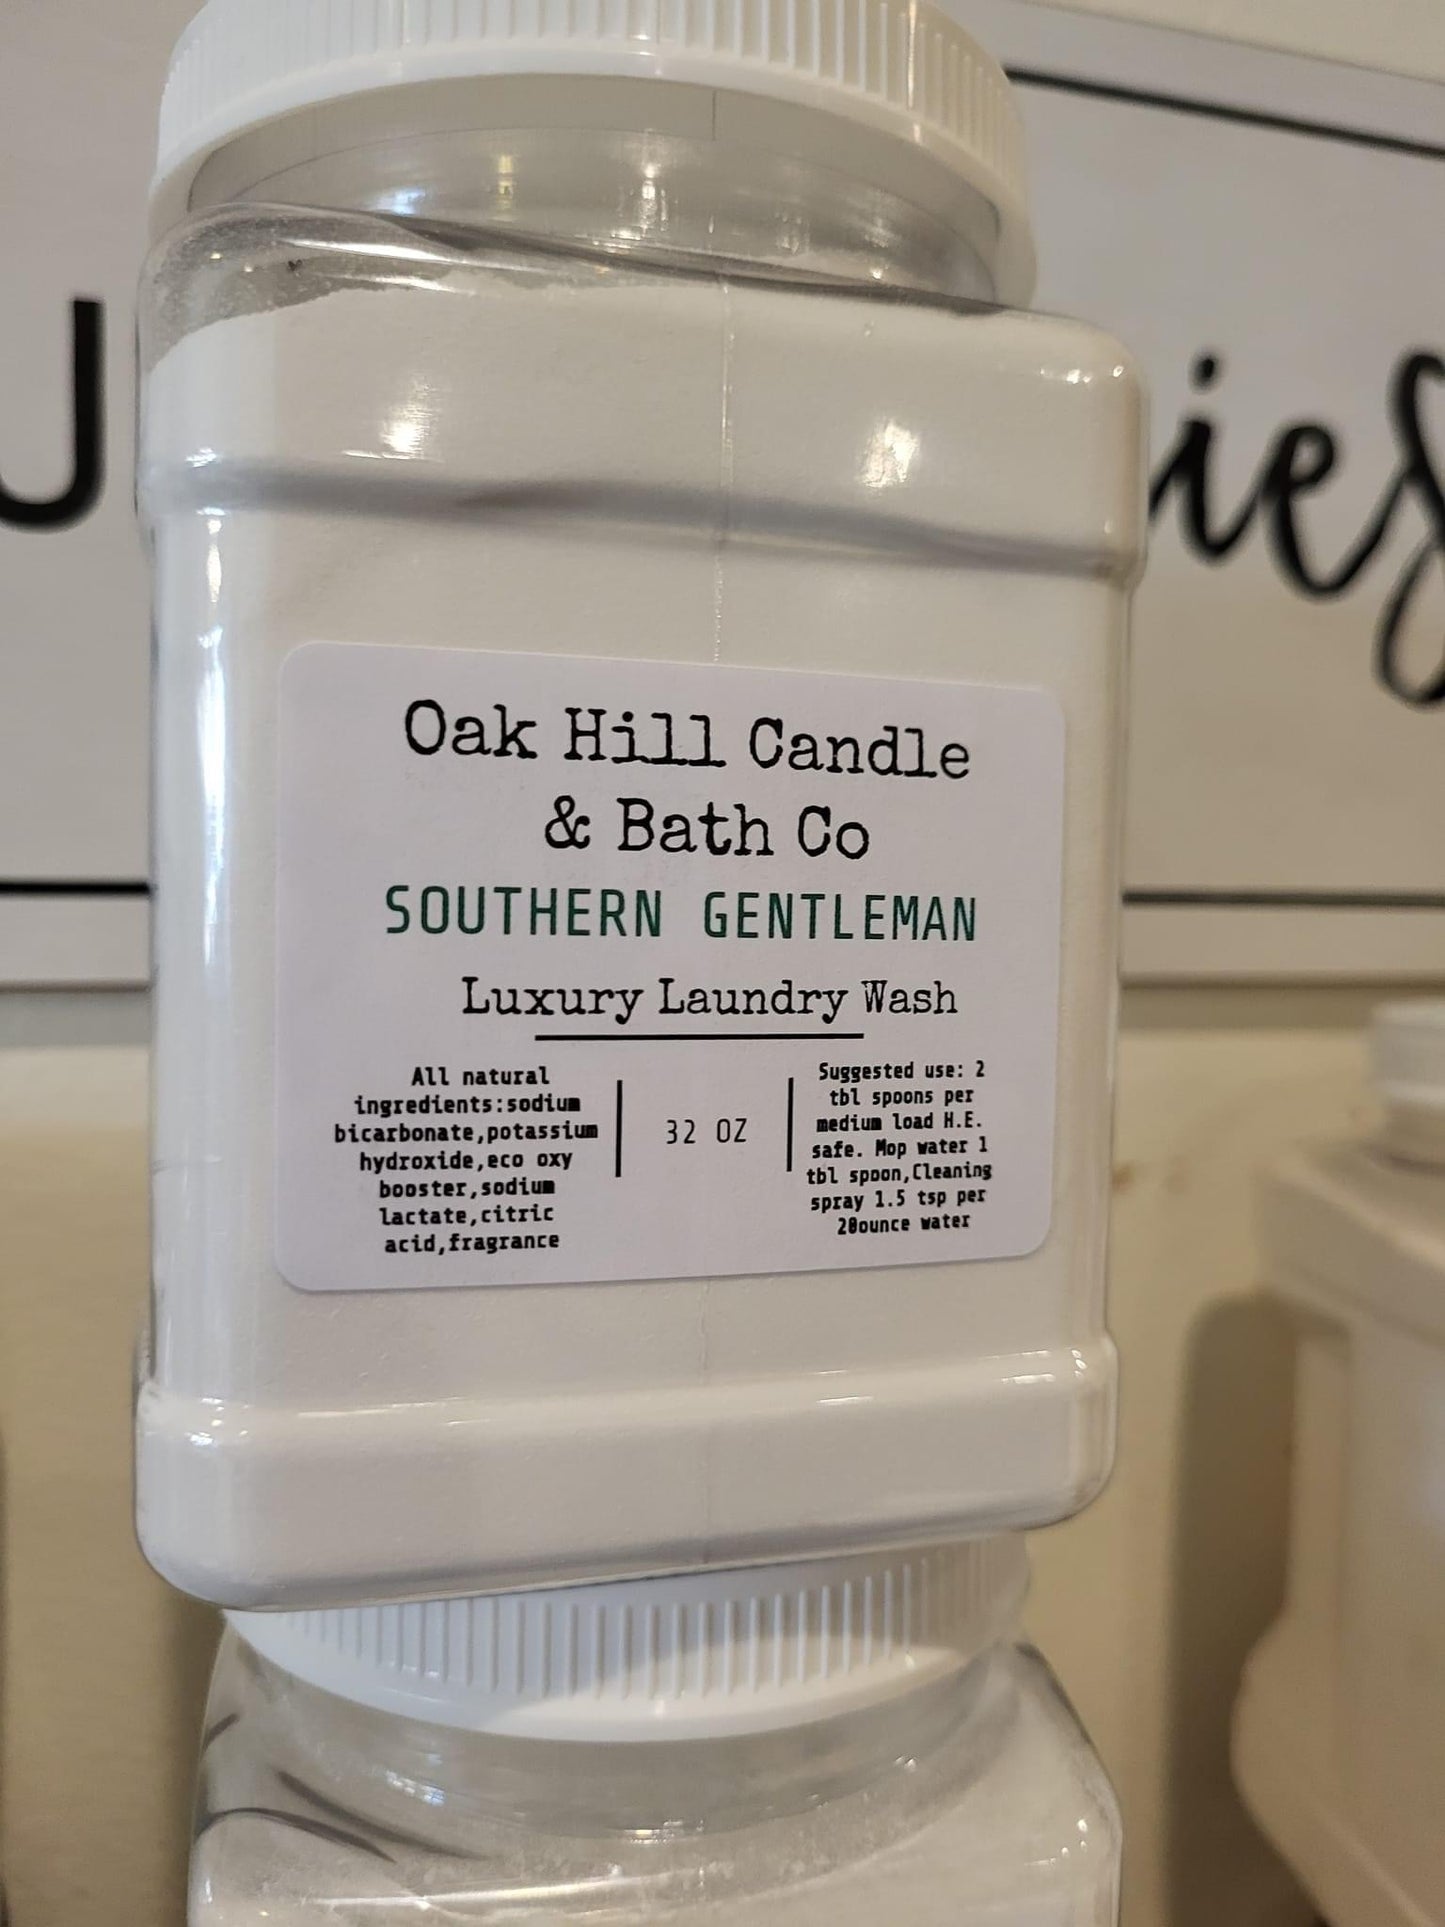 Oak Hill Candle
& Bath Co
SOUTHERN GENTLEMAN
Luxury Laundry Wash
All natural
ingredients:sodium
bicarbonate,potassium
hydroxide,eco oxy
booster,sodium
lactate,citric
acid,fragrance
32 OZ
Suggested use: 2
tbl spoons per
medium load H.E.
safe. Mop water 1
tbl spoon,Cleaning
spray 1.5 tsp per
20ounce water